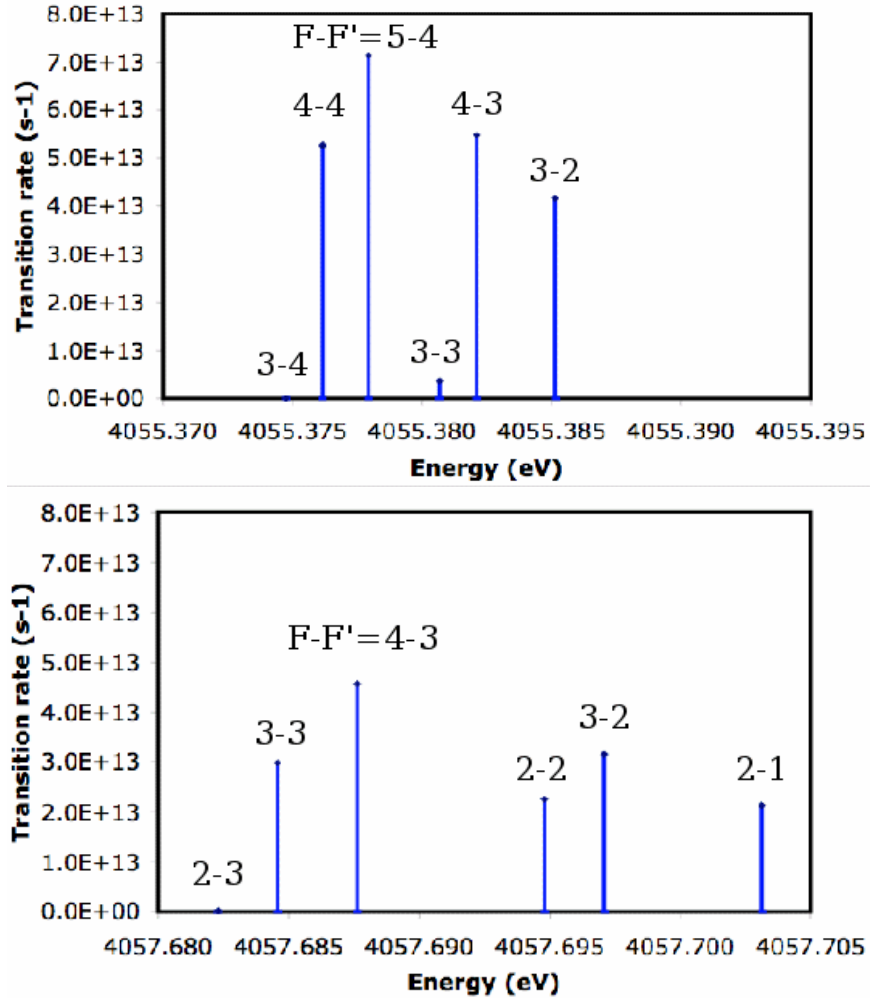 8.0E+13
F-F'=5-4
7.0E+13
4-4
4-3
6.0E+13
5.0E+13
3-2
4.0E+13
3.0E+13
2.0E+13
3-4
3-3
1.0E+13
0.0E+00
Transition rate (s-1)
4055.370 4055.375 4055.380 4055.385 4055.390 4055.395
Energy (eV)
8.0E+13
7.0E+13
6.0E+13
F-F'=4-3
5.0E+13
4.0E+13
3-3
3-2
3.0E+13
2-2
2-1
2.0E+13
2-3
1.0E+13
0.0E+00
Transition rate (s-1)
4057.680 4057.685 4057.690 4057.695 4057.700 4057.705
Energy (eV)